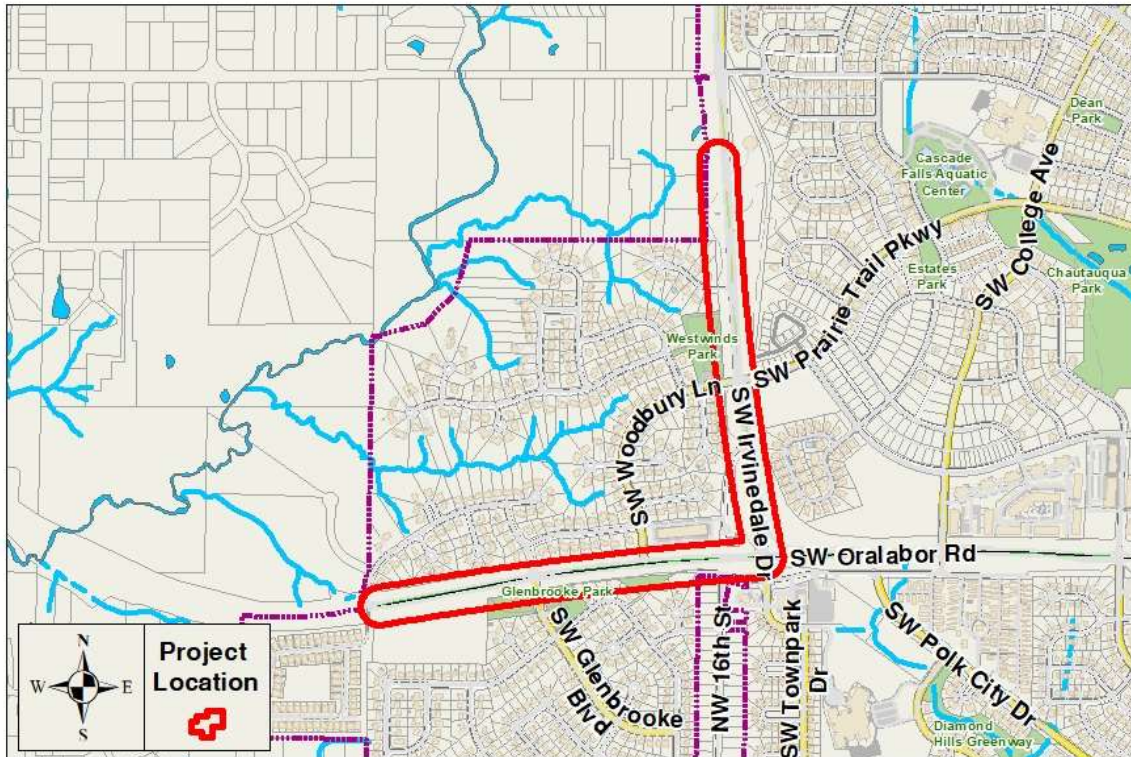 Dean
Park
Cascade
Falls Aquatic
Center
SW College Ave
SW Prairie Trail Pkwy
Estates
Park
Chautauqua
Park
Westwinds
Park
SW Woodbury Ln
SW Irvinedale Dr
SW Oralabor Rd
Glenbrooke Park
SW Glenbrooke
Blvd
NW 16th St
SW Townpark
Dr
SW Polk City Dr
Diamond
Hills Greenway
N
W
E
S
Project
Location